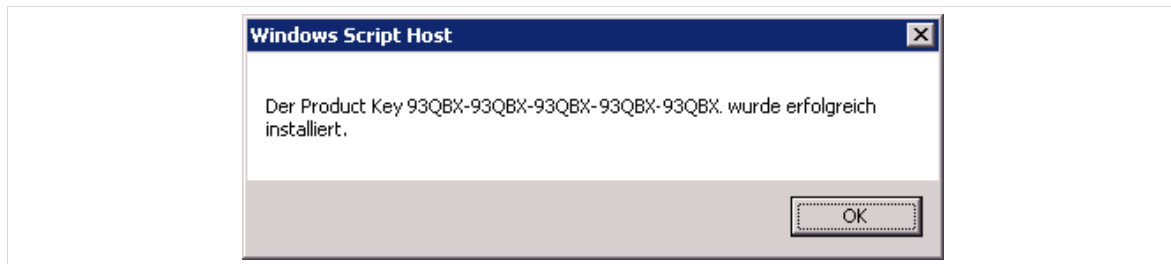 Windows Script Host
Der Product Key 93QBX-93QBX-93QBX-93QBX-93QBX. wurde erfolgreich
installiert.
OK